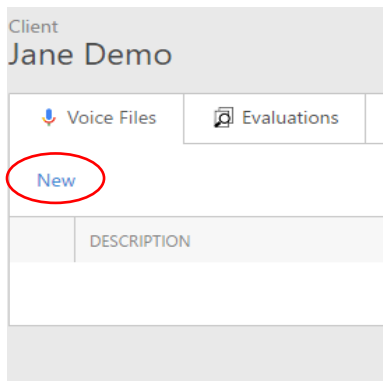 Client
Jane Demo
Voice Files Evaluations
New
DESCRIPTION